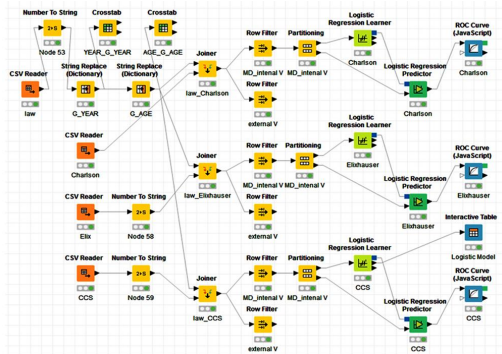 Number To String
Crosstab
Crosstab
Node 53
YEAR_G_YEAR
AGE_G_AGE
CSV Reader
String Replace
(Dictionary)
String Replace
(Dictionary)
Joiner
Row Filter
Partitioning
Logistic
Regression Learner
ROC Curve
(JavaScript)
law
G_YEAR
G_AGE
law_Charlson
MD_intenal V
MD_intenal V
Charlson
Logistic Regression
Predictor
Charlson
Row Filter
external V
Charlson
CSV Reader
Charlson
Joiner
Row Filter
Partitioning
Logistic
Regression Learner
ROC Curve
(JavaScript)
law_Elixhauser
MD_intenal V
MD_intenal V
Elixhauser
Logistic Regression
Predictor
Elixhauser
CSV Reader
Number To String
Row Filter
Elixhauser
Elix
Node 58
external V
Interactive Table
Logistic Model
CSV Reader
Number To String
Joiner
Row Filter
Partitioning
Logistic
Regression Learner
CCS
Node 59
law_CCS
MD_intenal V
MD_intenal V
CCS
Logistic Regression
Predictor
ROC Curve
(JavaScript)
Row Filter
external V
CCS
CCS